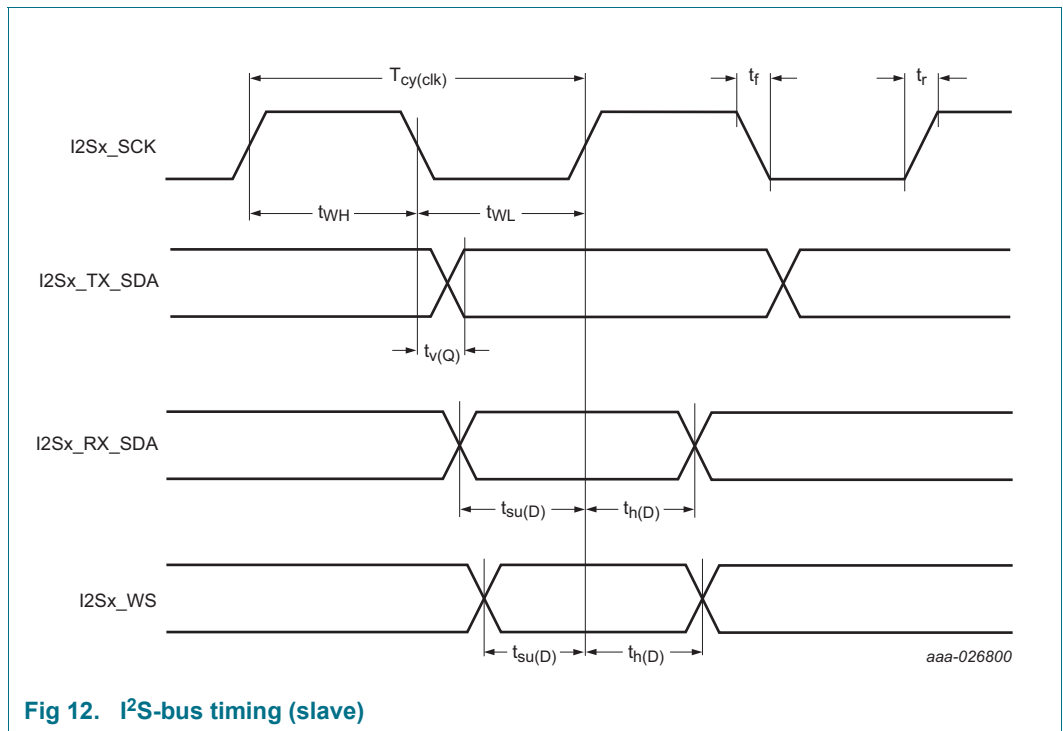 Tcy(clk)
tf
tr
I2Sx_SCK
tWH
tWL
I2Sx_TX_SDA
tv(Q)
I2Sx_RX_SDA
tsu(D)
th(D)
I2Sx_WS
tsu(D)
th(D)
aaa-026800
Fig 12. I²S-bus timing (slave)